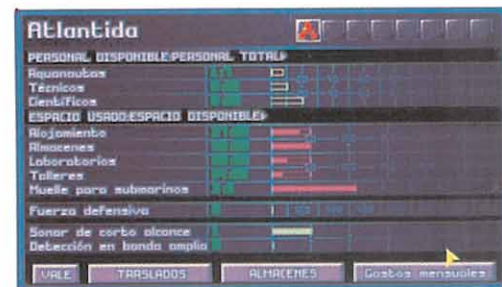 Atlantida
PERSONAL DISPONIBLE:PERSONAL TOTAL>
Aquanautas
Técnicos
Científicos
ESPACIO USADO:ESPACIO DISPONIBLE>
Alojamiento
Almacenes
Laboratorios
Talleres
Muelle para submarinos
Fuerza defensiva
Sonar de corto alcance
Detección en banda amplia
VALE TRASLADOS ALMACENES Gastos mensuales